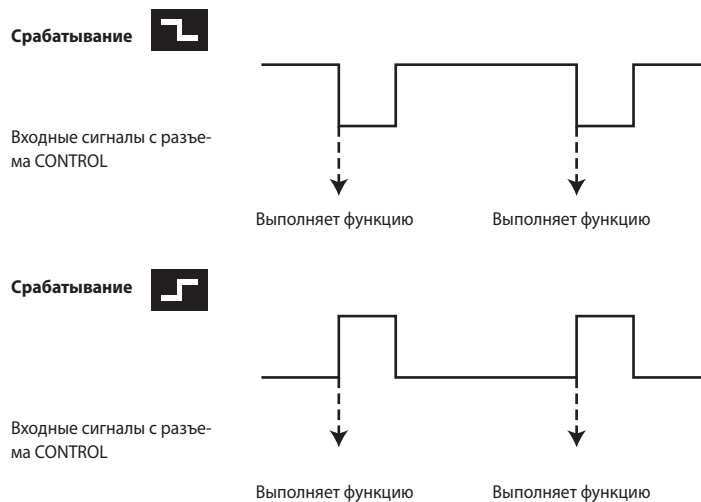 Срабатывание
Входные сигналы с разъе-
ма CONTROL
Выполняет функцию Выполняет функцию
Срабатывание
Входные сигналы с разъе-
ма CONTROL
Выполняет функцию Выполняет функцию